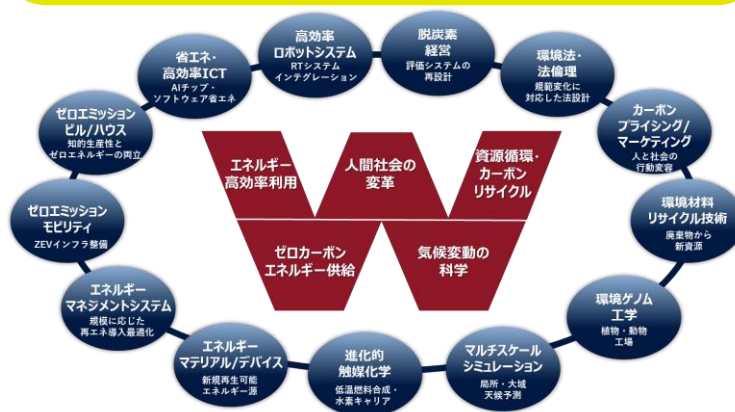 高効率
ロボットシステム
RTシステム
インテグレーション
脱炭素
経営
評価システムの
再設計
省エネ・
高効率ICT
AIチップ・
ソフトウェア省エネ
環境法・
法倫理
規範変化に
対応した法設計
ゼロエミッション
ビル/ハウス
知的生産性と
ゼロエネルギーの両立
カーボン
プライシング/
マーケティング
人と社会の
行動変容
エネルギー
高効率利用
人間社会の
変革
資源循環・
カーボン
リサイクル
ゼロエミッション
モビリティ
ZEVインフラ整備
環境材料
リサイクル技術
廃棄物から
新資源
ゼロカーボン
エネルギー供給
気候変動の
科学
エネルギー
マネジメントシステム
規模に応じた
再エネ導入最適化
環境ゲノム
工学
植物・動物
工場
エネルギー
マテリアル/デバイス
新規再生可能
エネルギー源
進化的
触媒化学
低温燃料合成・
水素キャリア
マルチスケール
シミュレーション
局所・大域
天候予測